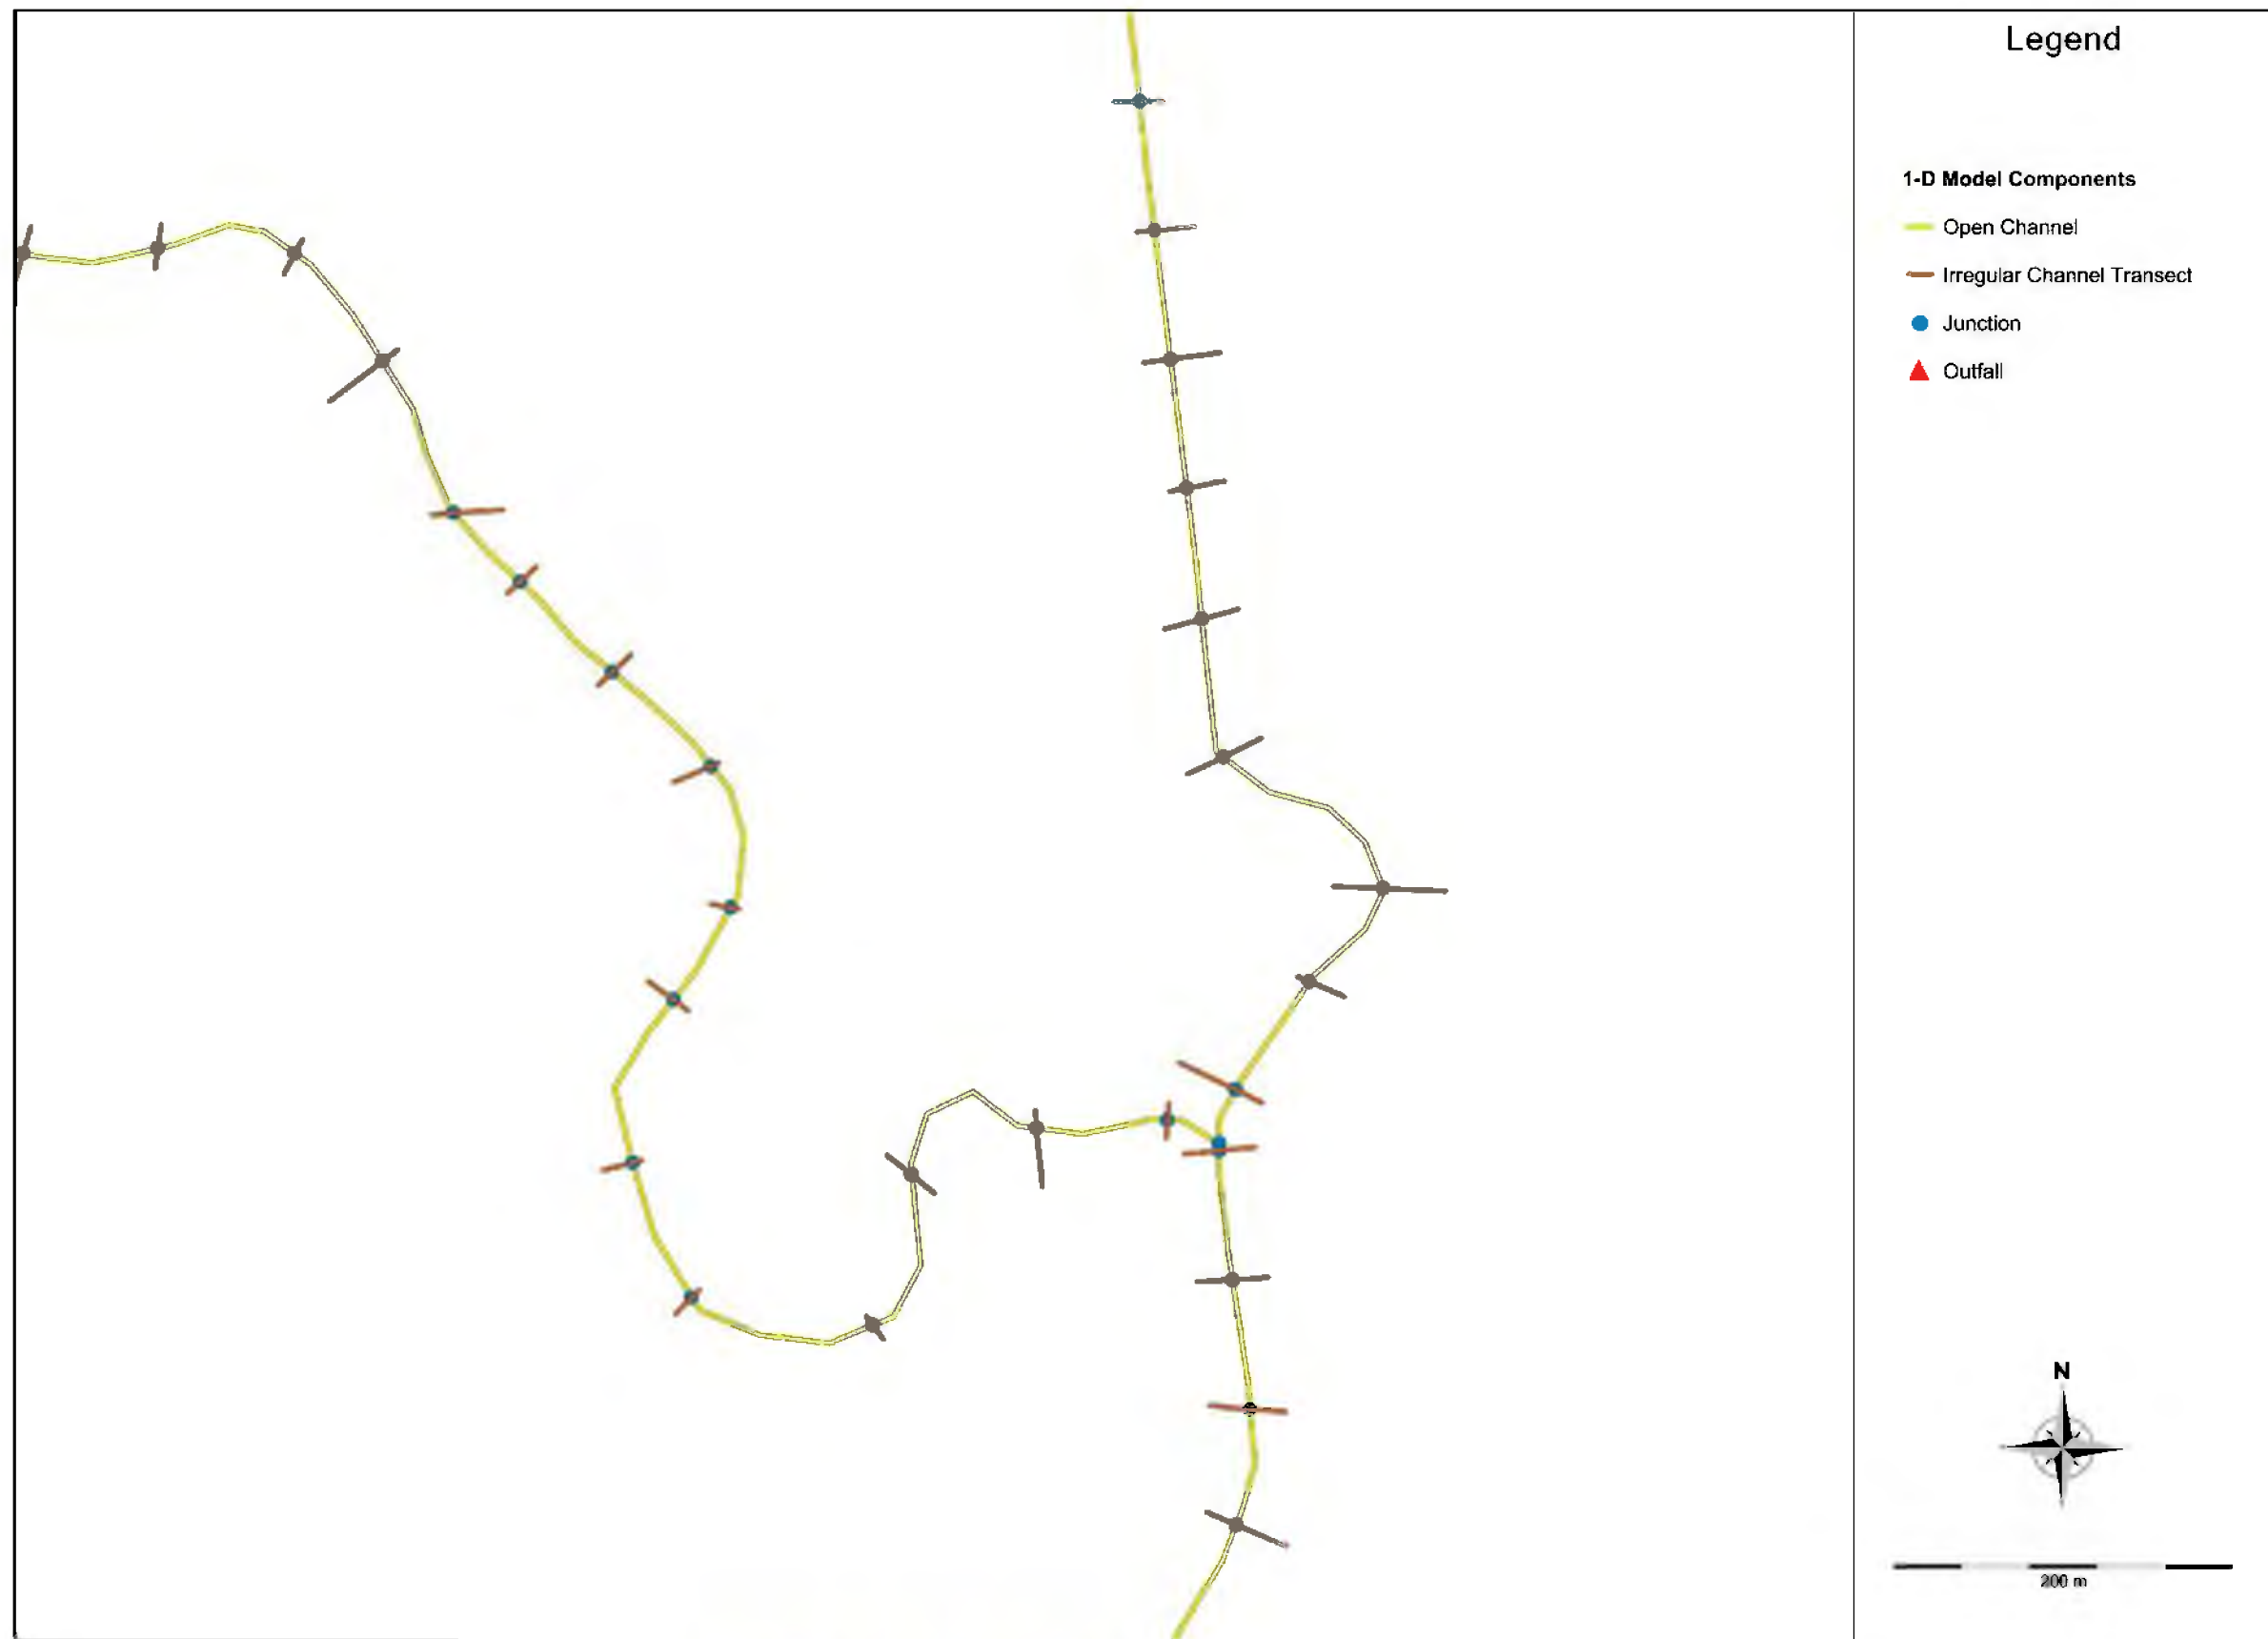 Legend
1-D Model Components
Open Channel
Irregular Channel Transect
Junction
Outfall
N
200 m